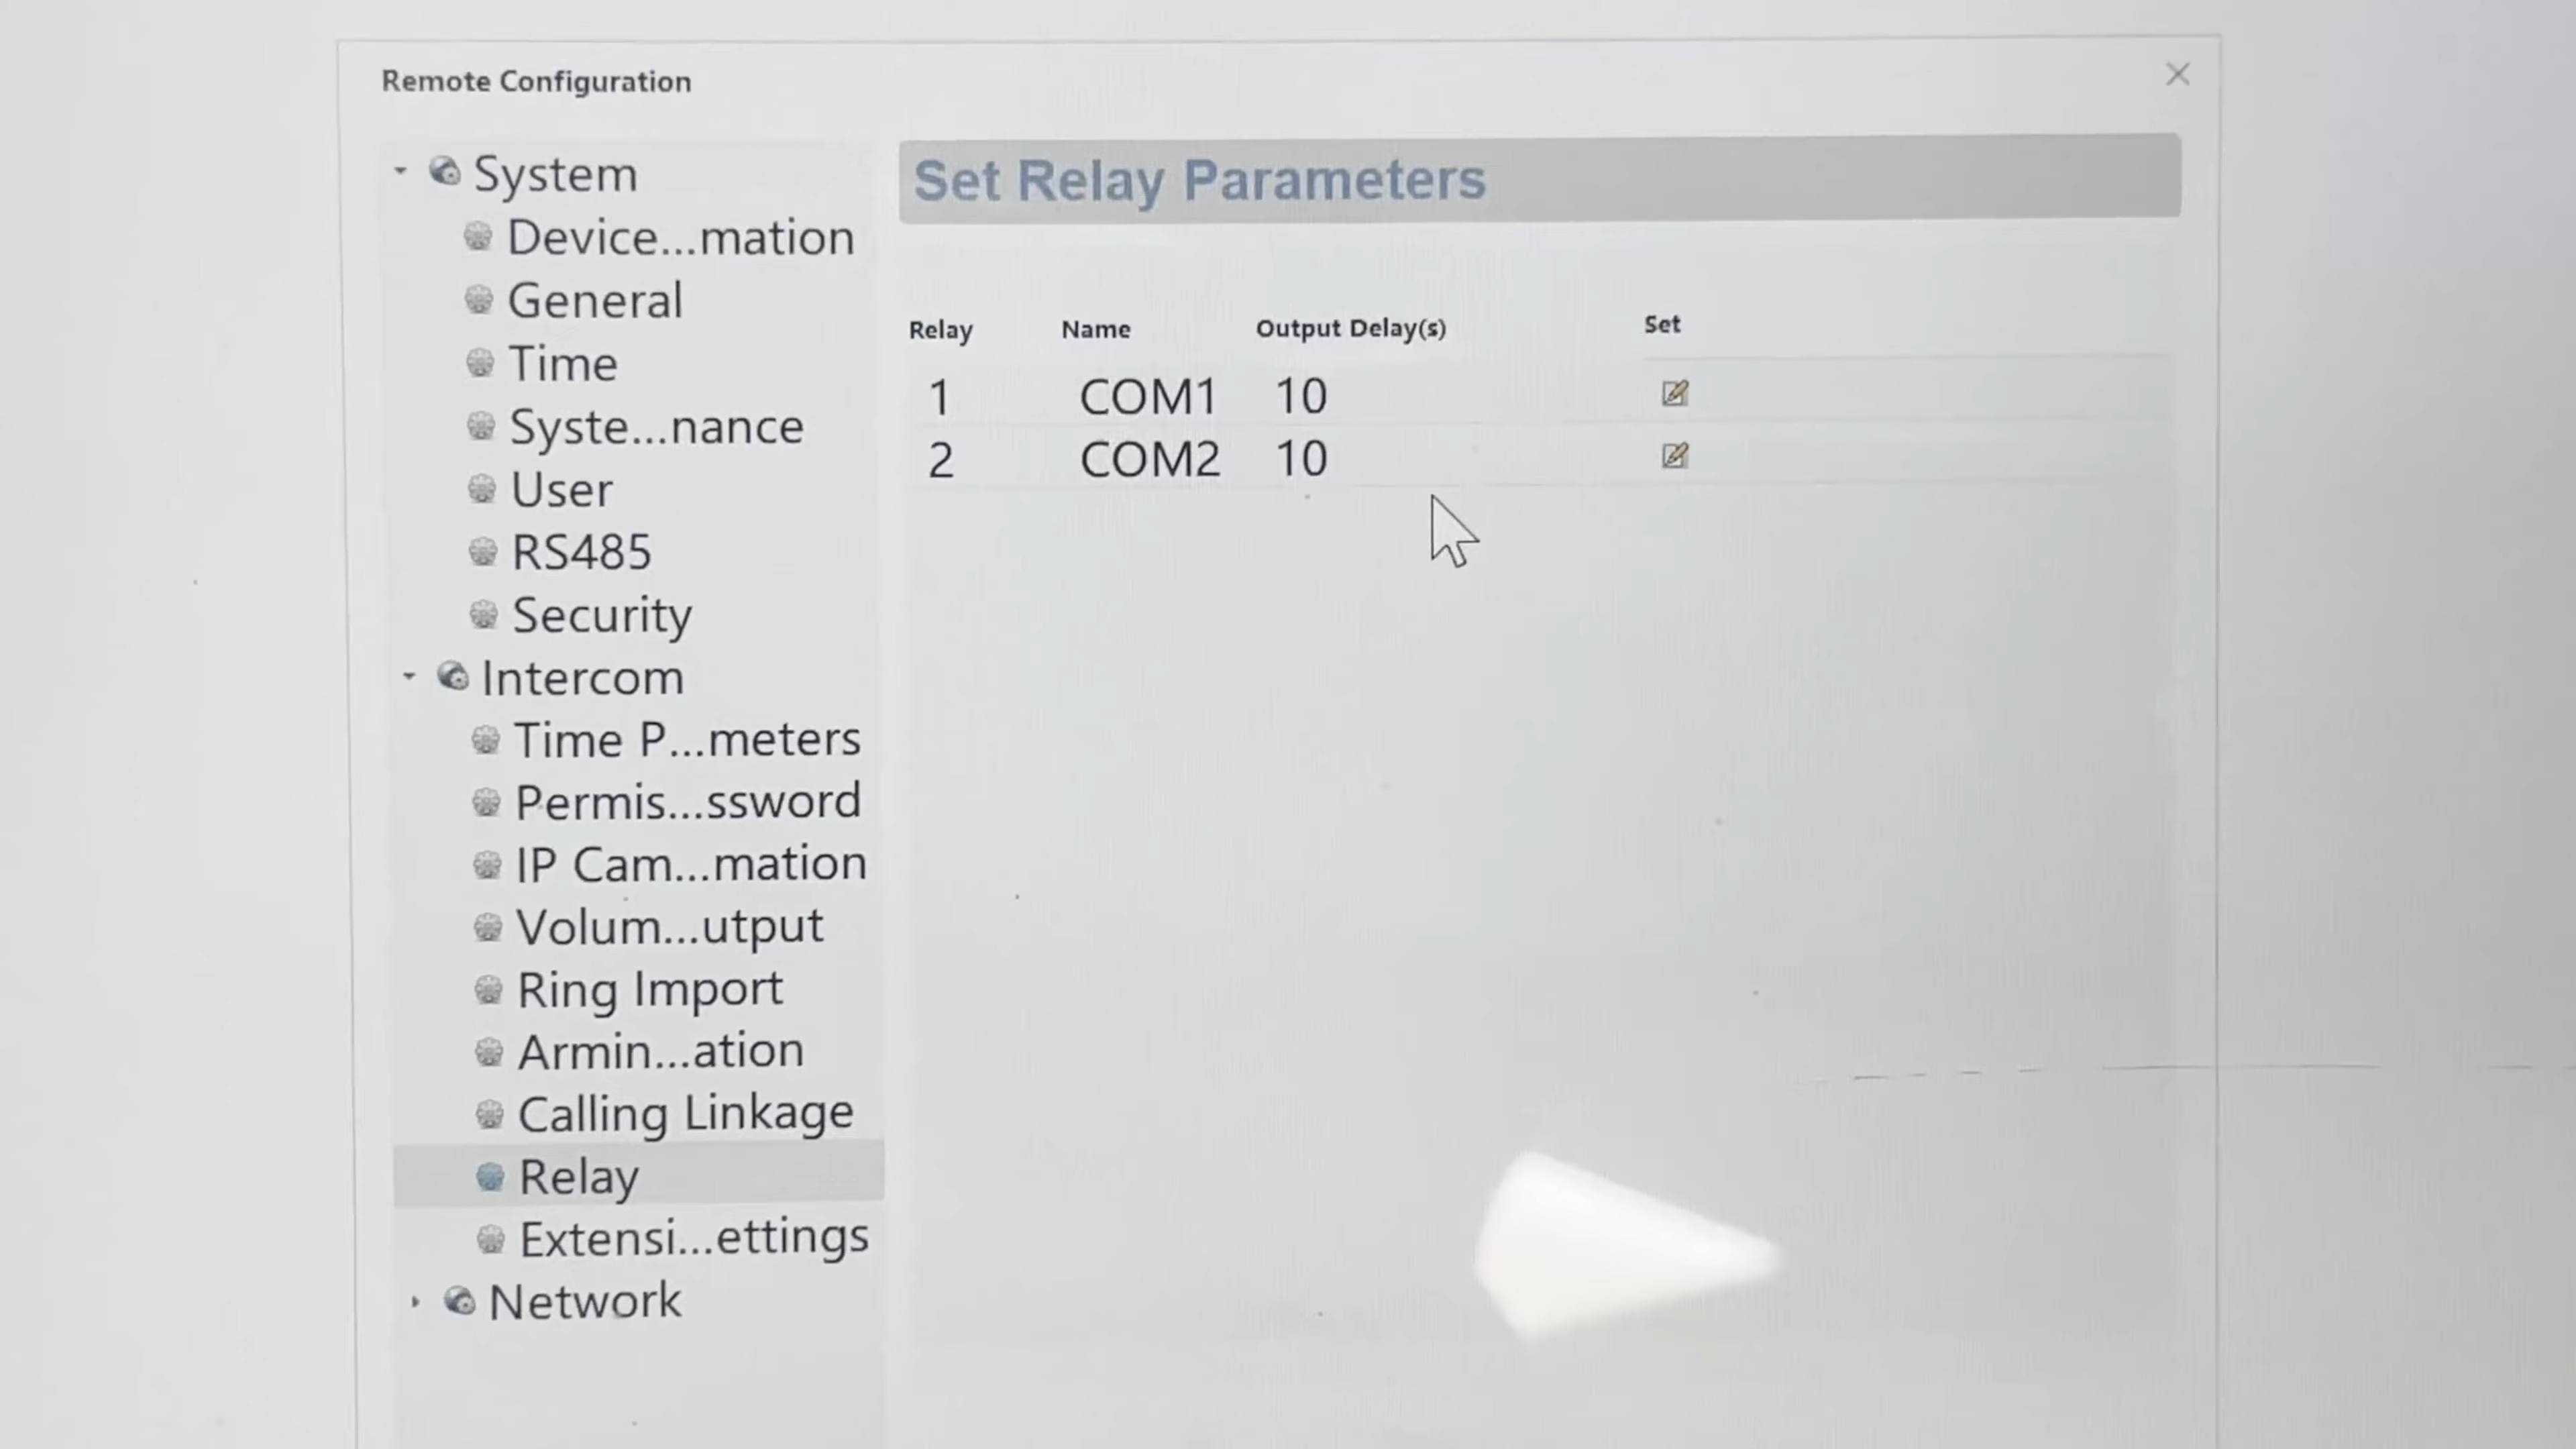 Remote Configuration
System
Device...mation
General
Time
Syste...nance
User
RS485
Security
Intercom
Time P...meters
Permis...ssword
IP Cam...mation
Volum...utput
Ring Import
Armin...ation
Calling Linkage
Relay
Extensi...ettings
Network
Set Relay Parameters
Relay Name Output Delay(s) Set
1 COM1 10
2 COM2 10